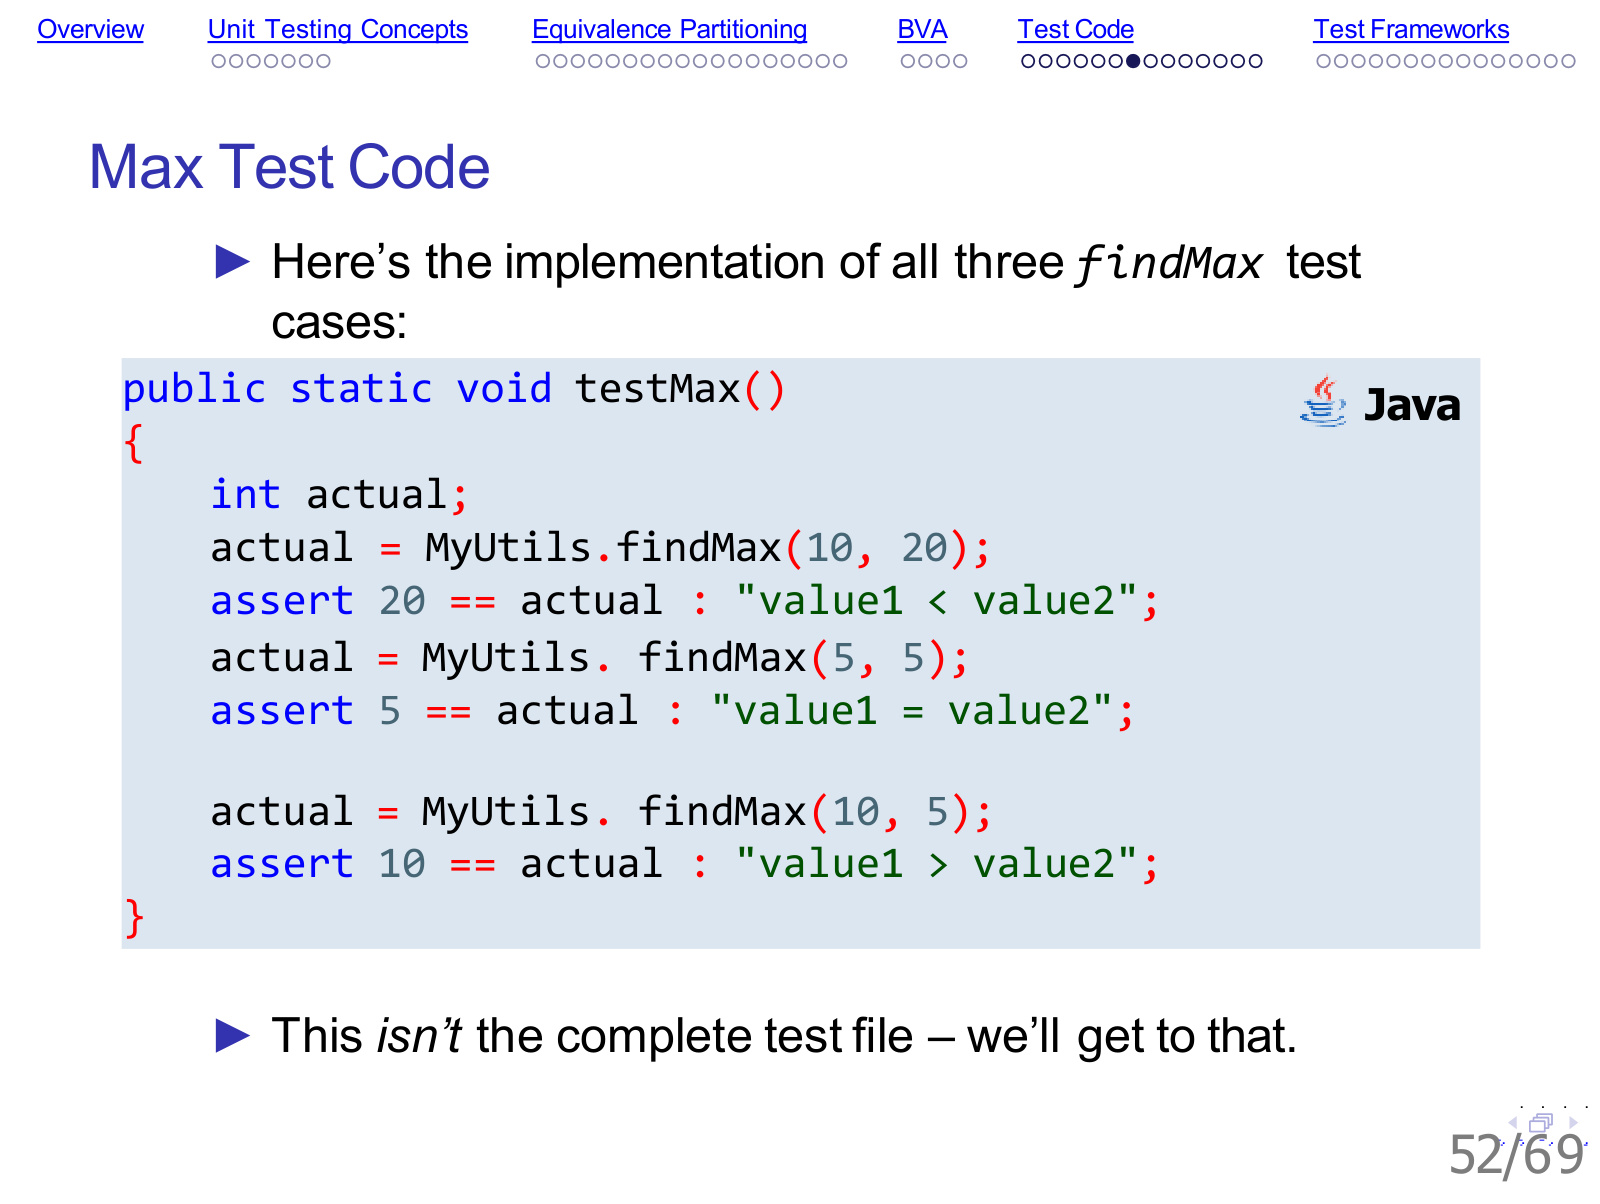 Overview Unit Testing Concepts Equivalence Partitioning BVA Test Code Test Frameworks
Max Test Code
► Here’s the implementation of all three findMax test
cases:
public static void testMax()
Java
{
int actual;
actual = MyUtils.findMax(10, 20);
assert 20 == actual : "value1 < value2";
actual = MyUtils. findMax(5, 5);
assert 5 == actual : "value1 = value2";
actual = MyUtils. findMax(10, 5);
assert 10 == actual : "value1 > value2";
}
► This isn’t the complete test file – we’ll get to that.
52/69